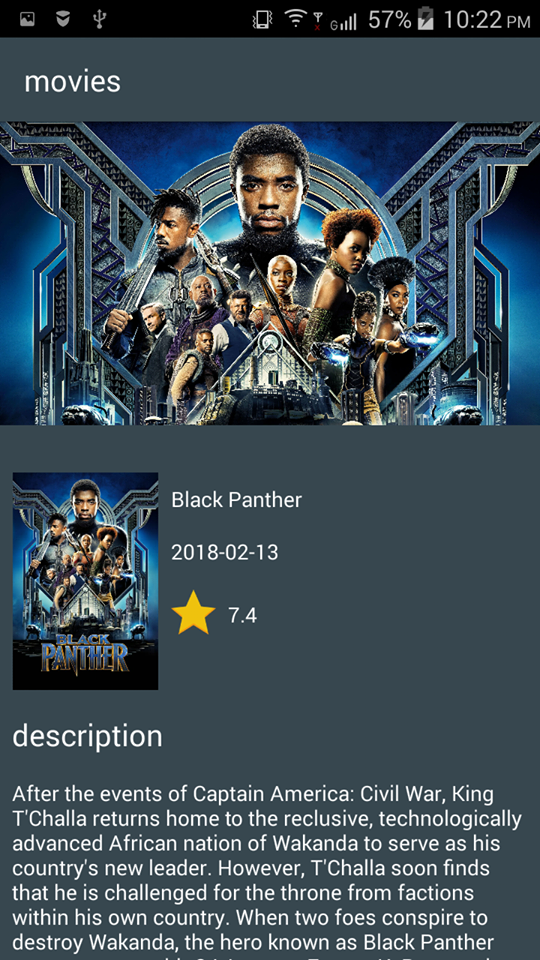 G 57% 10:22 PM
movies
Black Panther
2018-02-13
7.4
BLACK
PANTHER
description
After the events of Captain America: Civil War, King
T'Challa returns home to the reclusive, technologically
advanced African nation of Wakanda to serve as his
country's new leader. However, T'Challa soon finds
that he is challenged for the throne from factions
within his own country. When two foes conspire to
destroy Wakanda, the hero known as Black Panther